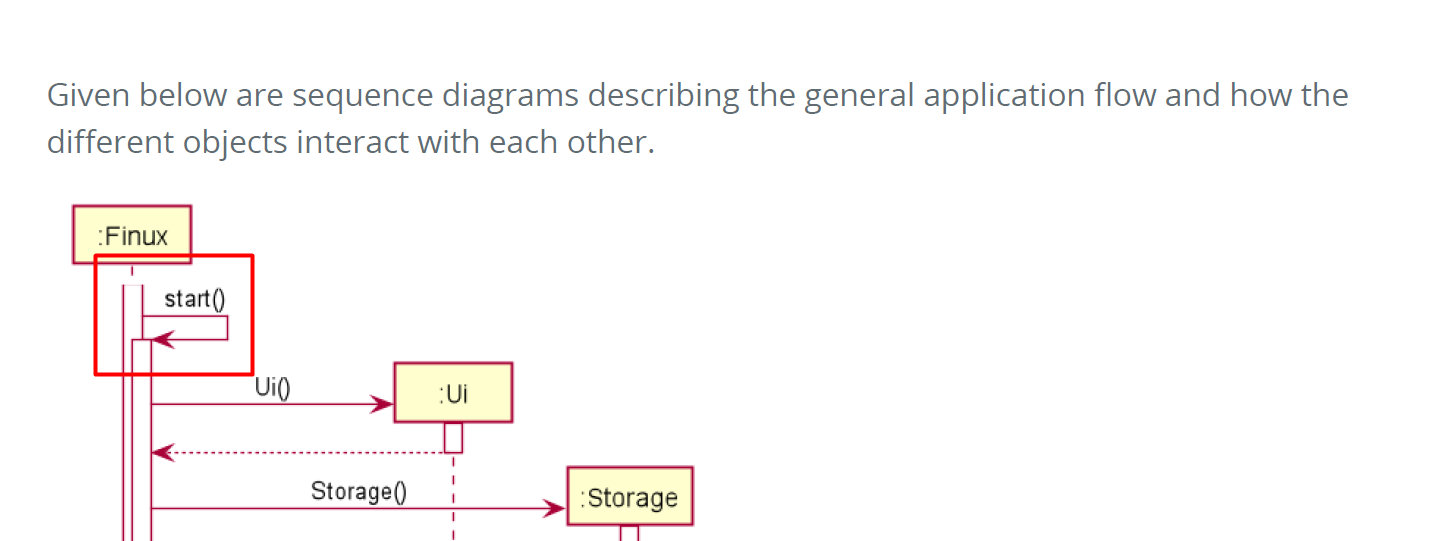 Given below are sequence diagrams describing the general application flow and how the
different objects interact with each other.
:Finux
start()
Ui()
:Ui
Storage()
:Storage